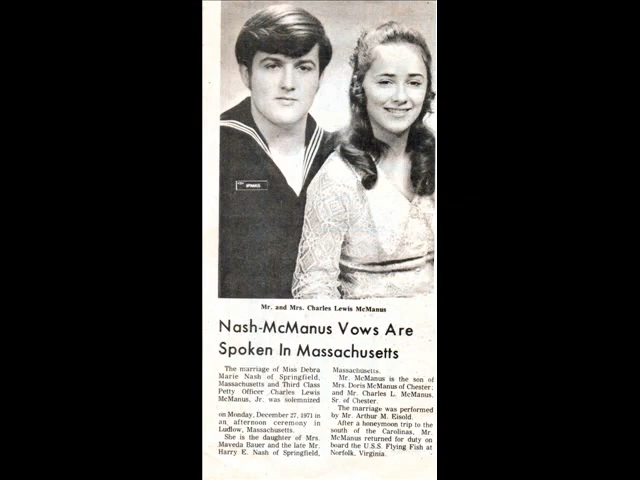 Mr. and Mrs. Charles Lewis McManus
Nash-McManus Vows Are
Spoken In Massachusetts
The marriage of Miss Debra
Marie Nash of Springfield,
Massachusetts and Third Class
Petty Officer Charles Lewis
McManus, Jr. was solemnized
on Monday, December 27, 1971 in
an afternoon ceremony in
Ludlow, Massachusetts.
She is the daughter of Mrs.
Maveda Bauer and the late Mr.
Harry E. Nash of Springfield,
Massachusetts.
Mr. McManus is the son of
Mrs. Doris McManus of Chester;
and Mr. Charles L. McManus,
Sr. of Chester.
The marriage was performed
by Mr. Arthur M. Eisold.
After a honeymoon trip to the
south of the Carolinas, Mr.
McManus returned for duty on
board the U.S.S. Flying Fish at
Norfolk, Virginia.